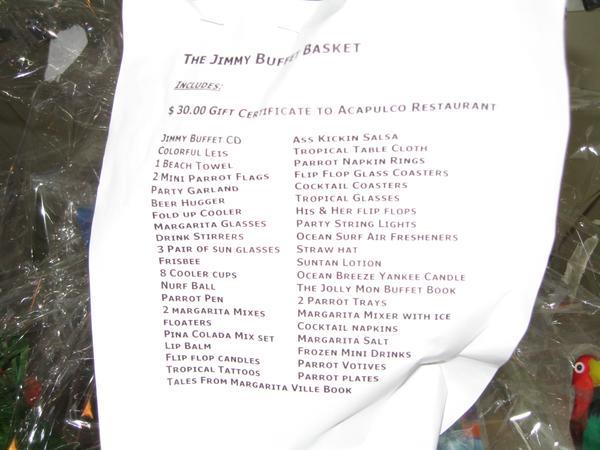 THE JIMMY BUFFET BASKET
INCLUDES:
$30.00 GIFT CERTIFICATE TO ACAPULCO RESTAURANT
JIMMY BUFFET CD
COLORFUL LEIS
1 BEACH TOWEL
2 MINI PARROT FLAGS
PARTY GARLAND
BEER HUGGER
FOLD UP COOLER
MARGARITA GLASSES
DRINK STIRRERS
3 PAIR OF SUN GLASSES
FRISBEE
8 COOLER CUPS
NURF BALL
PARROT PEN
2 MARGARITA MIXES
FLOATERS
PINA COLADA MIX SET
LIP BALM
FLIP FLOP CANDLES
TROPICAL TATTOOS
TALES FROM MARGARITA VILLE BOOK
ASS KICKIN SALSA
TROPICAL TABLE CLOTH
PARROT NAPKIN RINGS
FLIP FLOP GLASS COASTERS
COCKTAIL COASTERS
TROPICAL GLASSES
HIS & HER FLIP FLOPS
PARTY STRING LIGHTS
OCEAN SURF AIR FRESHENERS
STRAW HAT
SUNTAN LOTION
OCEAN BREEZE YANKEE CANDLE
THE JOLLY MON BUFFET BOOK
2 PARROT TRAYS
MARGARITA MIXER WITH ICE
COCKTAIL NAPKINS
MARGARITA SALT
FROZEN MINI DRINKS
PARROT VOTIVES
PARROT PLATES